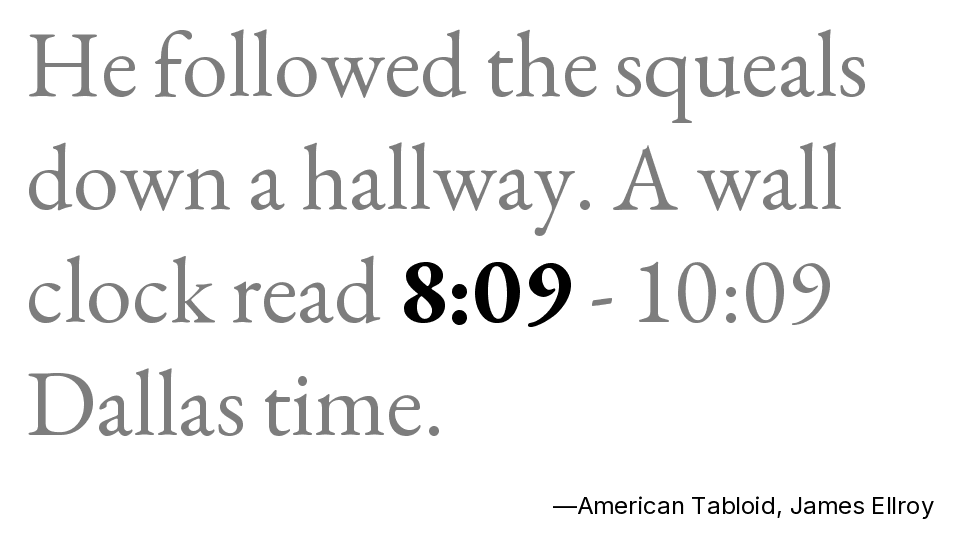 He followed the squeals
down a hallway. A wall
clock read 8:09 - 10:09
Dallas time.
—American Tabloid, James Ellroy